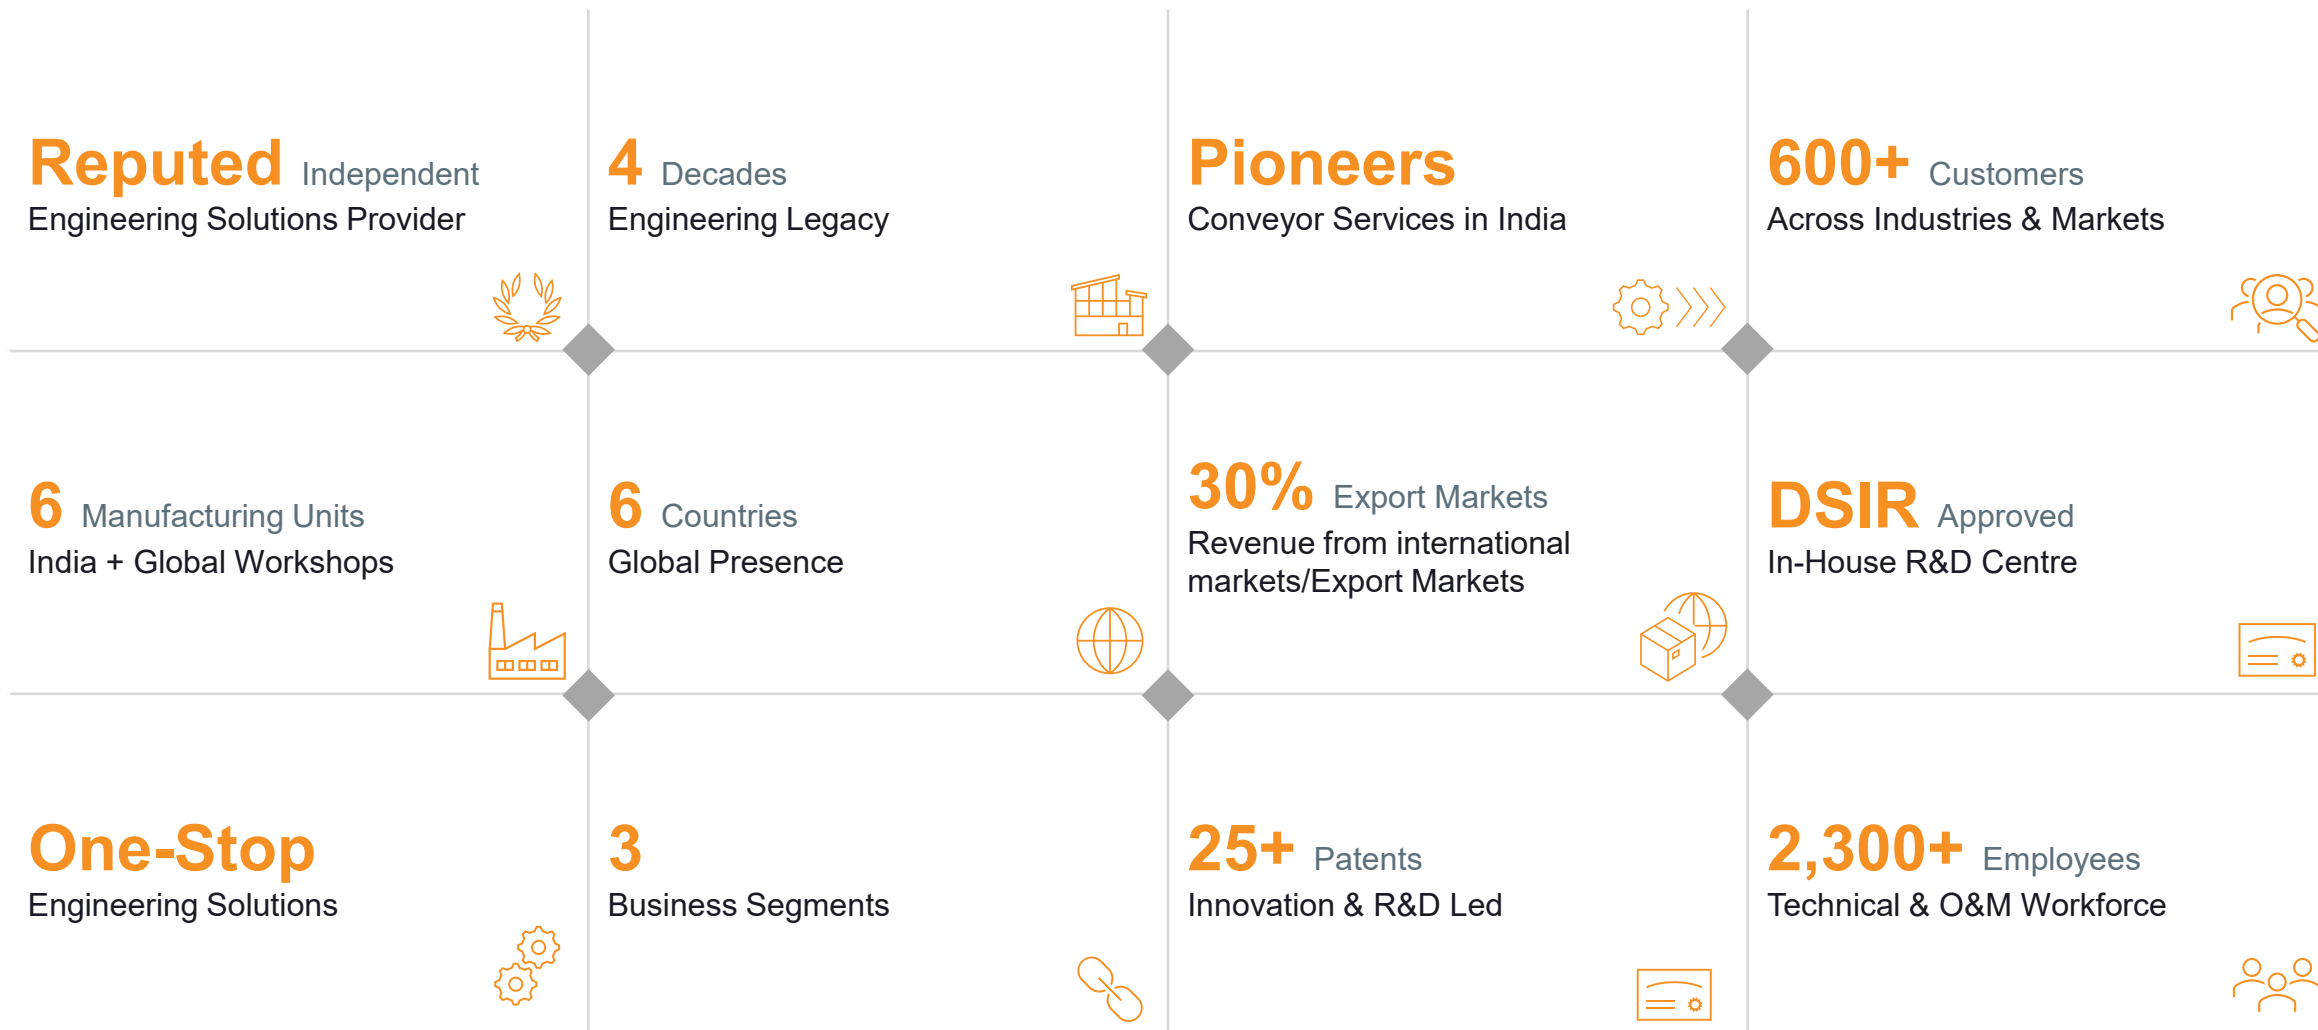 Reputed Independent
Engineering Solutions Provider
4 Decades
Engineering Legacy
Pioneers
Conveyor Services in India
600+ Customers
Across Industries & Markets
6 Manufacturing Units
India + Global Workshops
6 Countries
Global Presence
30% Export Markets
Revenue from international
markets/Export Markets
DSIR Approved
In-House R&D Centre
One-Stop
Engineering Solutions
3
Business Segments
25+ Patents
Innovation & R&D Led
2,300+ Employees
Technical & O&M Workforce